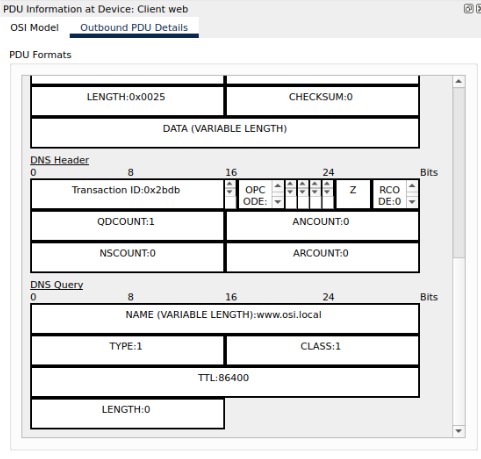 PDU Information at Device: Client web
OSI Model Outbound PDU Details
PDU Formats
LENGTH:0x0025 CHECKSUM:0
DATA (VARIABLE LENGTH)
DNS Header
0 8 16 24 Bits
Transaction ID:0x2bdb OPC Z RCO
ODE: DE:0
QDCOUNT:1 ANCOUNT:0
NSCOUNT:0 ARCOUNT:0
DNS Query
0 8 16 24 Bits
NAME (VARIABLE LENGTH):www.osi.local
TYPE:1 CLASS:1
TTL:86400
LENGTH:0